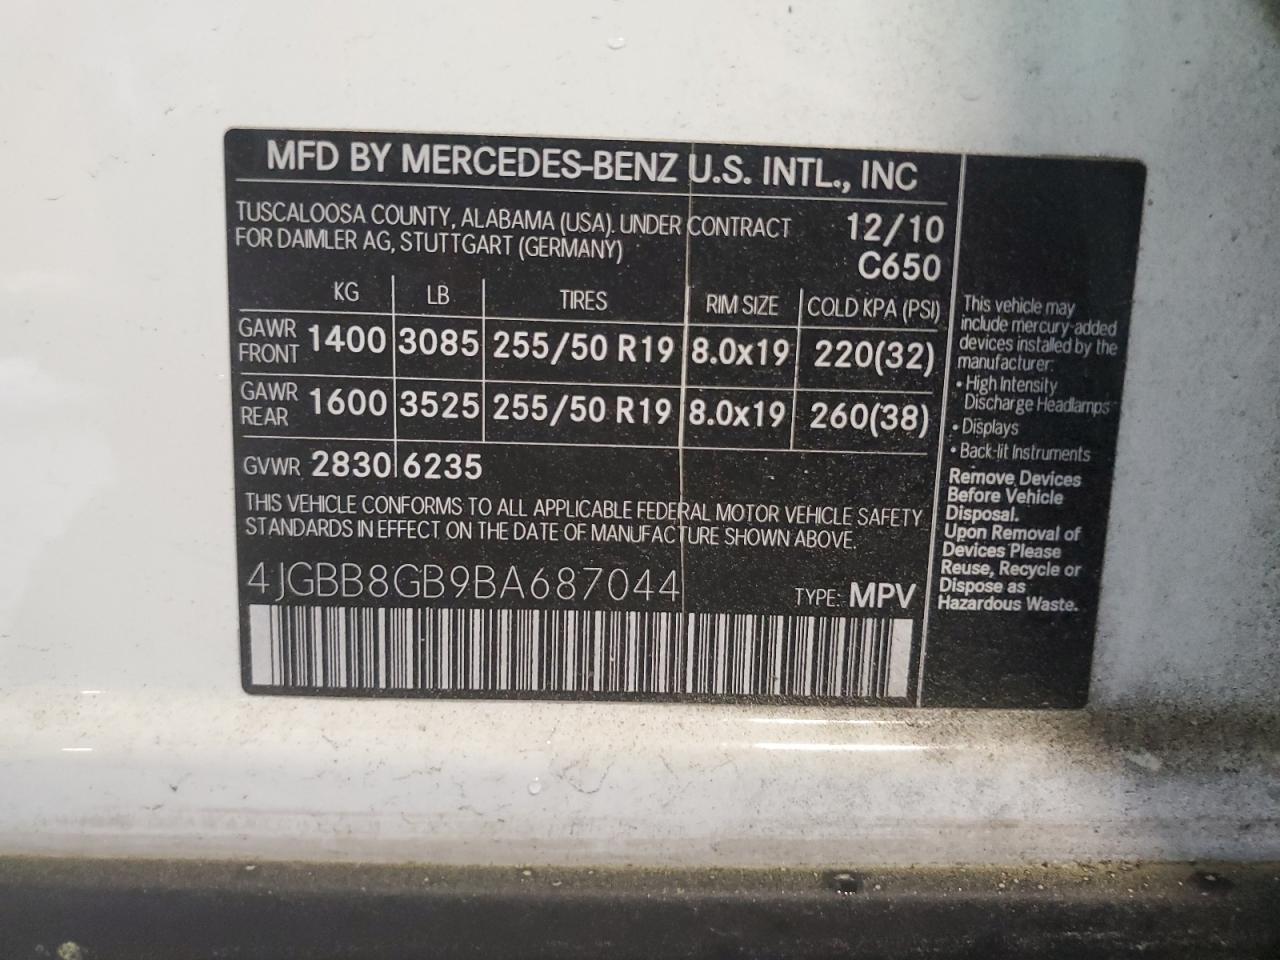 MFD BY MERCEDES-BENZ U.S. INTL., INC
TUSCALOOSA COUNTY, ALABAMA (USA). UNDER CONTRACT
FOR DAIMLER AG, STUTTGART (GERMANY)
12/10
C650
KG LB TIRES RIM SIZE COLD KPA (PSI)
GAWR FRONT 1400 3085 255/50 R19 8.0x19 220(32)
GAWR REAR 1600 3525 255/50 R19 8.0x19 260(38)
GVWR 2830 6235
THIS VEHICLE CONFORMS TO ALL APPLICABLE FEDERAL MOTOR VEHICLE SAFETY
STANDARDS IN EFFECT ON THE DATE OF MANUFACTURE SHOWN ABOVE.
4JGBB8GB9BA687044
TYPE: MPV
This vehicle may
include mercury-added
devices installed by the
manufacturer:
• High Intensity
Discharge Headlamps
• Displays
• Back-lit Instruments
Remove Devices
Before Vehicle
Disposal.
Upon Removal of
Devices Please
Reuse, Recycle or
Dispose as
Hazardous Waste.